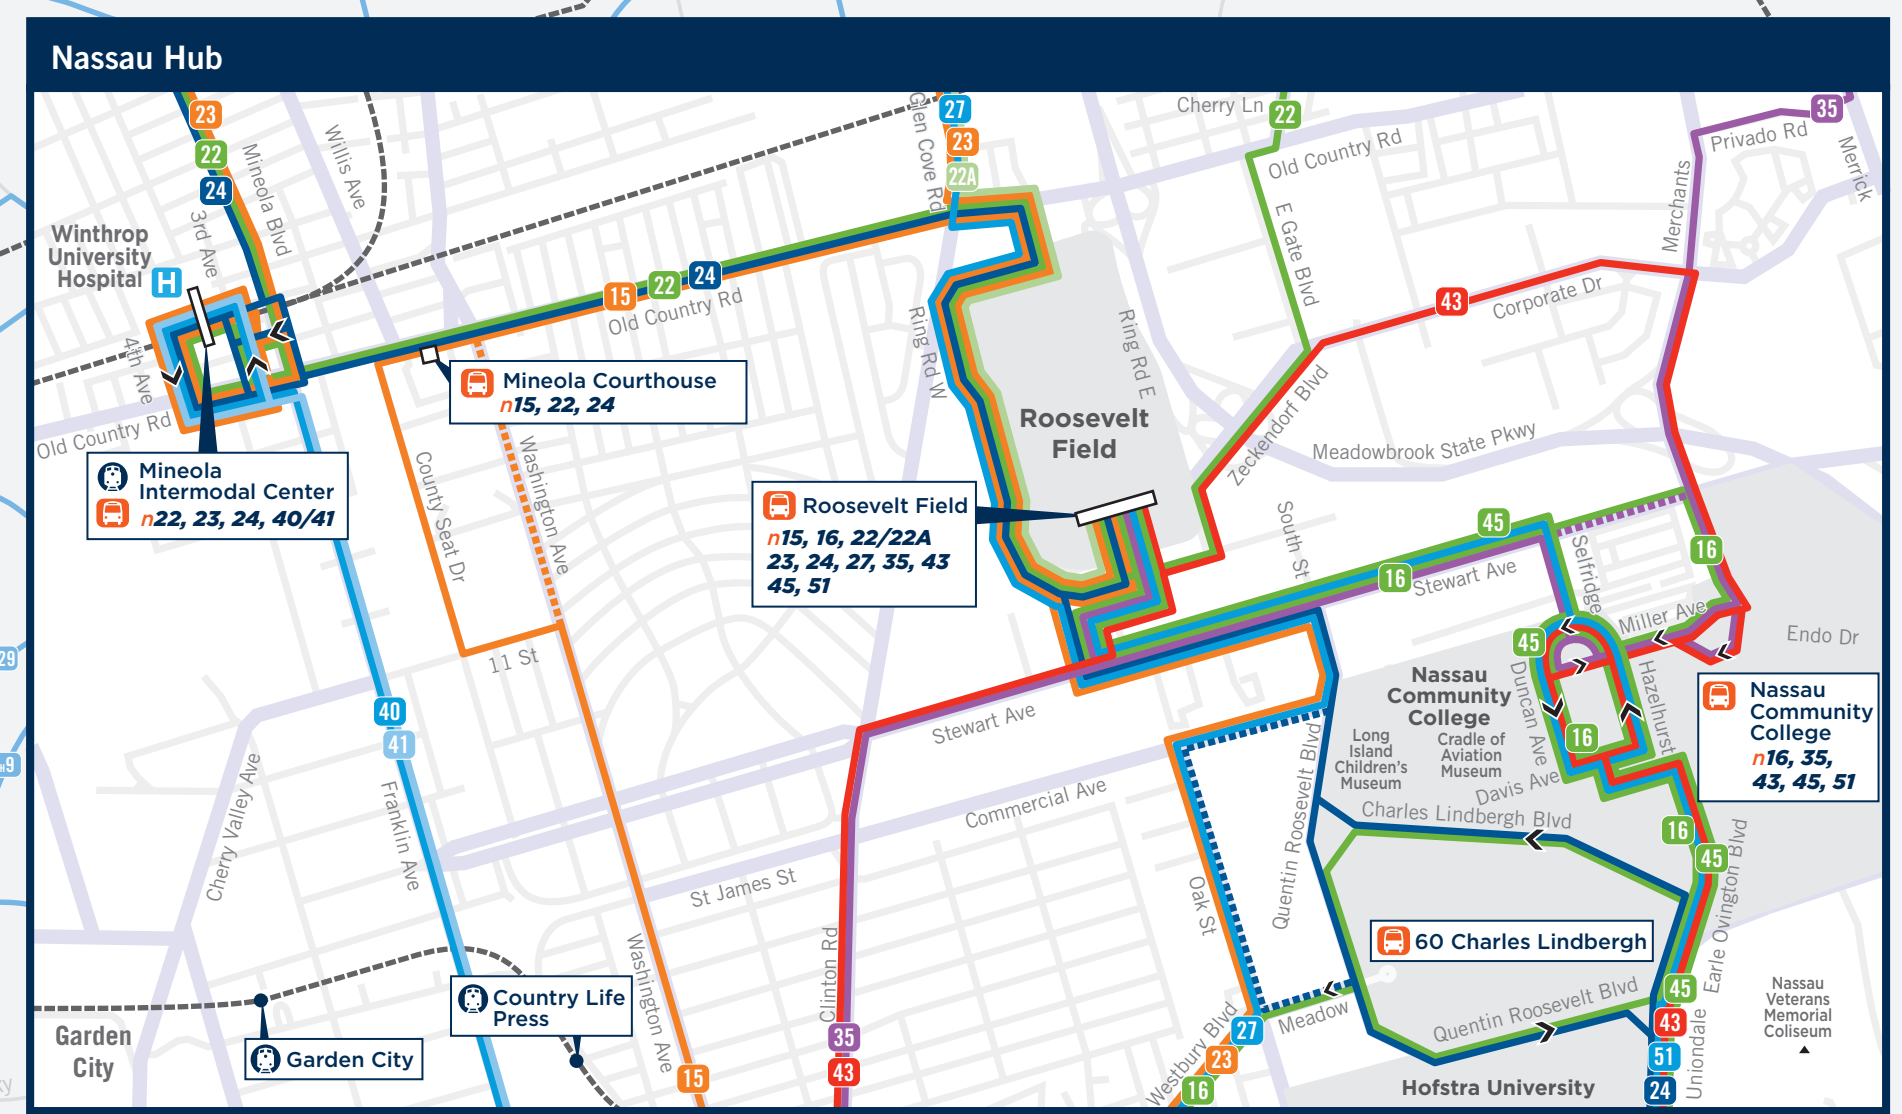 Nassau Hub
23
22
24
Mineola Blvd
3rd Ave
Willis Ave
Winthrop
University
Hospital
H
4th Ave
Old Country Rd
Mineola
Intermodal Center
n22, 23, 24, 40/41
15
22
24
Old Country Rd
Mineola Courthouse
n15, 22, 24
County Seat Dr
Washington Ave
11 St
Glen Cove Rd
27
23
22A
Ring Rd W
Ring Rd E
Roosevelt
Field
Roosevelt Field
n15, 16, 22/22A
23, 24, 27, 35, 43
45, 51
Cherry Ln
22
Old Country Rd
E Gate Blvd
35
Privado Rd
Merrick
Merchants
43
Corporate Dr
Zeckendorf Blvd
Meadowbrook State Pkwy
South St
45
16
Stewart Ave
Selfridge
16
Miller Ave
Endo Dr
45
Duncan Ave
16
Hazelhurst
Davis Ave
Nassau
Community
College
Long
Island
Children's
Museum
Cradle of
Aviation
Museum
Nassau
Community
College
n16, 35,
43, 45, 51
Stewart Ave
Commercial Ave
Quentin Roosevelt Blvd
Charles Lindbergh Blvd
16
45
Earle Ovington Blvd
60 Charles Lindbergh
Quentin Roosevelt Blvd
Oak St
Meadow
Westbury Blvd
27
23
16
45
43
51
24
Uniondale
Nassau
Veterans
Memorial
Coliseum
Hofstra University
40
41
Franklin Ave
Cherry Valley Ave
St James St
Washington Ave
15
Clinton Rd
35
43
Country Life
Press
Garden City
Garden
City
29
H9